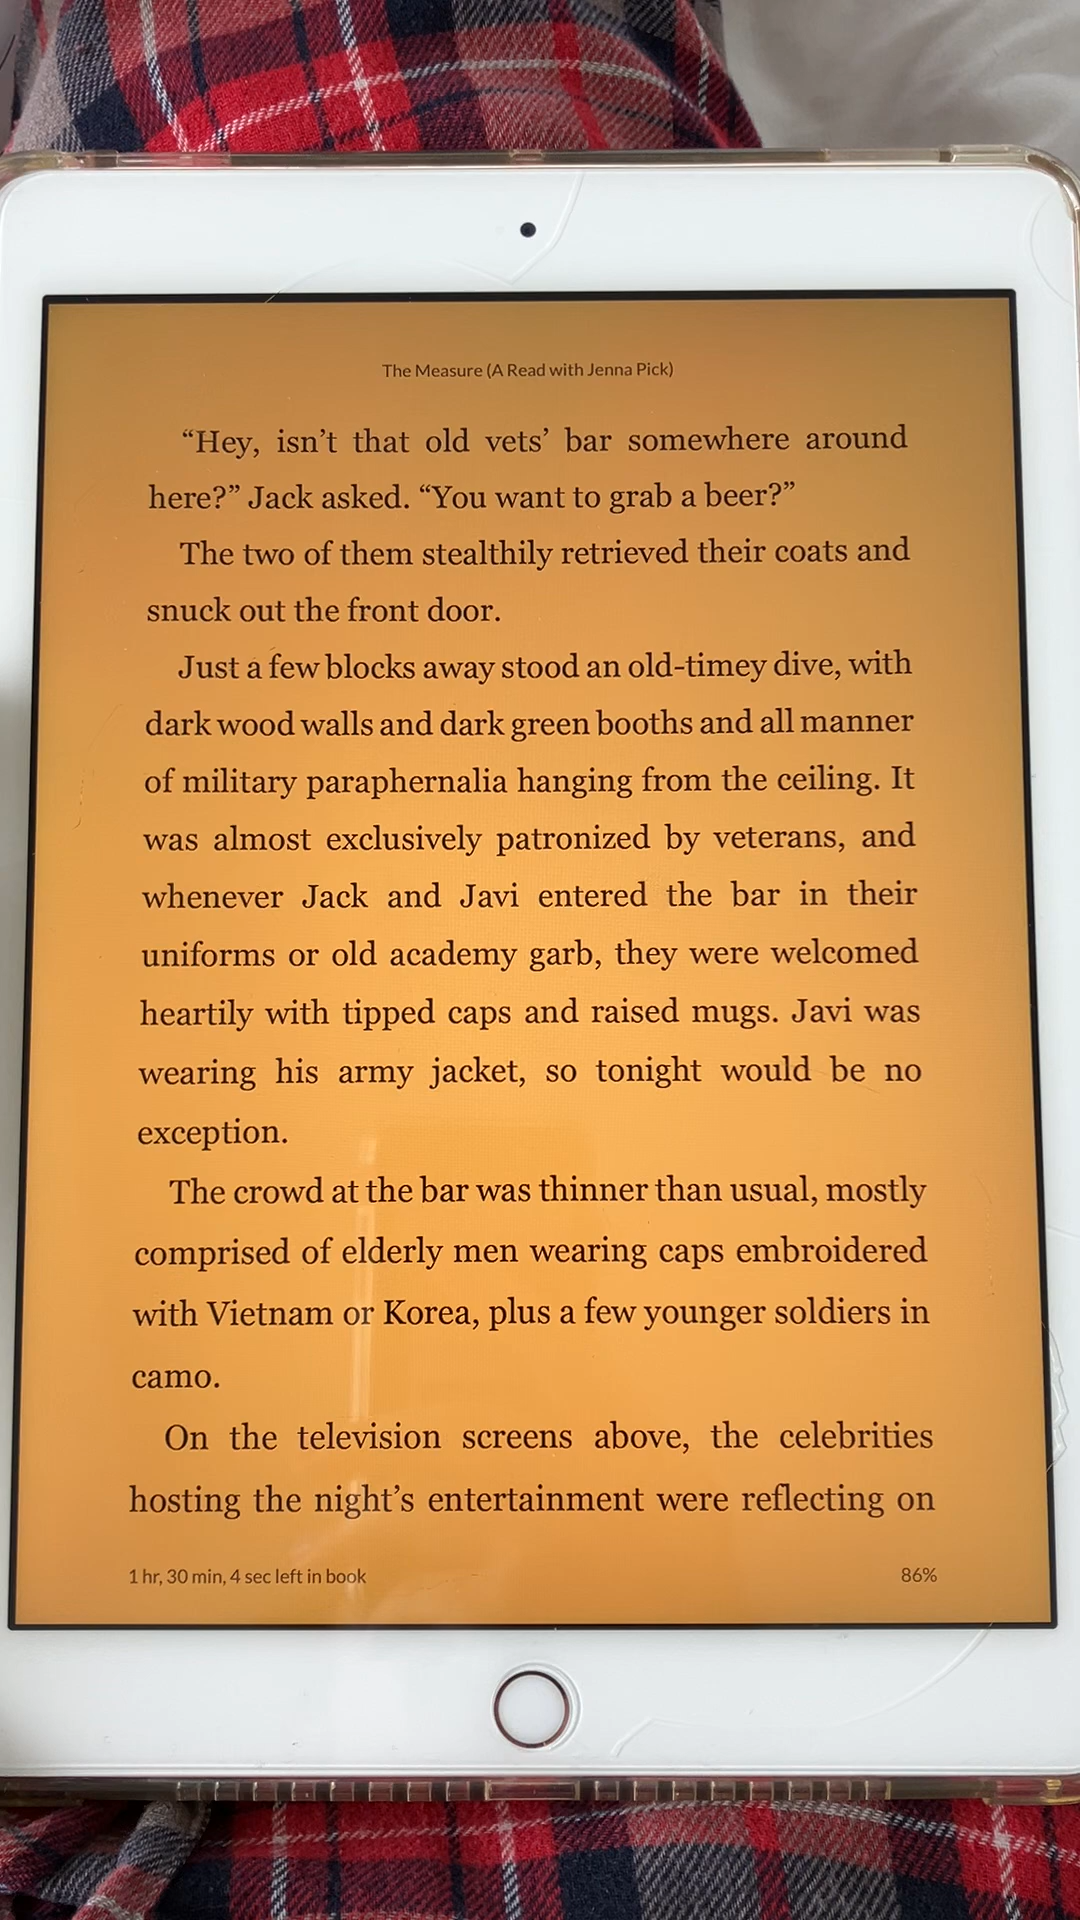 The Measure (A Read with Jenna Pick)
“Hey, isn’t that old vets’ bar somewhere around
here?” Jack asked. “You want to grab a beer?”
The two of them stealthily retrieved their coats and
snuck out the front door.
Just a few blocks away stood an old-timey dive, with
dark wood walls and dark green booths and all manner
of military paraphernalia hanging from the ceiling. It
was almost exclusively patronized by veterans, and
whenever Jack and Javi entered the bar in their
uniforms or old academy garb, they were welcomed
heartily with tipped caps and raised mugs. Javi was
wearing his army jacket, so tonight would be no
exception.
The crowd at the bar was thinner than usual, mostly
comprised of elderly men wearing caps embroidered
with Vietnam or Korea, plus a few younger soldiers in
camo.
On the television screens above, the celebrities
hosting the night’s entertainment were reflecting on
1 hr, 30 min, 4 sec left in book
86%